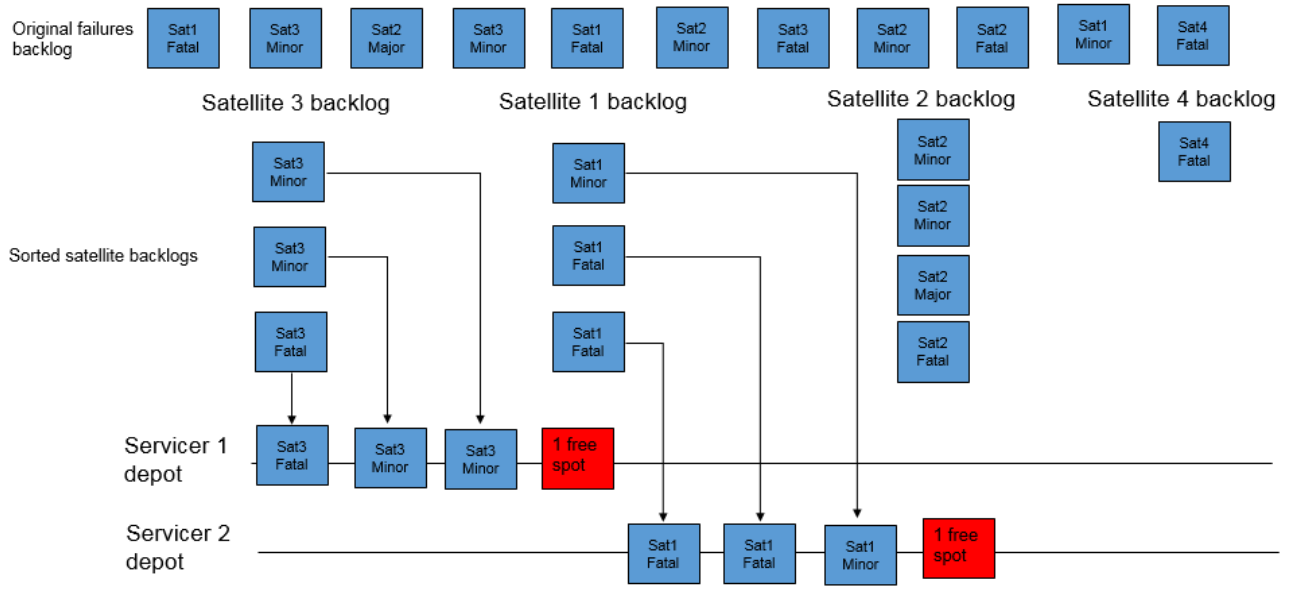 Original failures
backlog
Sat1
Fatal
Sat3
Minor
Sat2
Major
Sat3
Minor
Sat1
Fatal
Sat2
Minor
Sat3
Fatal
Sat2
Minor
Sat2
Fatal
Sat1
Minor
Sat4
Fatal
Satellite 3 backlog
Satellite 1 backlog
Satellite 2 backlog
Satellite 4 backlog
Sorted satellite backlogs
Sat3
Minor
Sat3
Minor
Sat3
Fatal
Sat1
Minor
Sat1
Fatal
Sat1
Fatal
Sat2
Minor
Sat2
Minor
Sat2
Major
Sat2
Fatal
Sat4
Fatal
Servicer 1
depot
Sat3
Fatal
Sat3
Minor
Sat3
Minor
1 free
spot
Servicer 2
depot
Sat1
Fatal
Sat1
Fatal
Sat1
Minor
1 free
spot